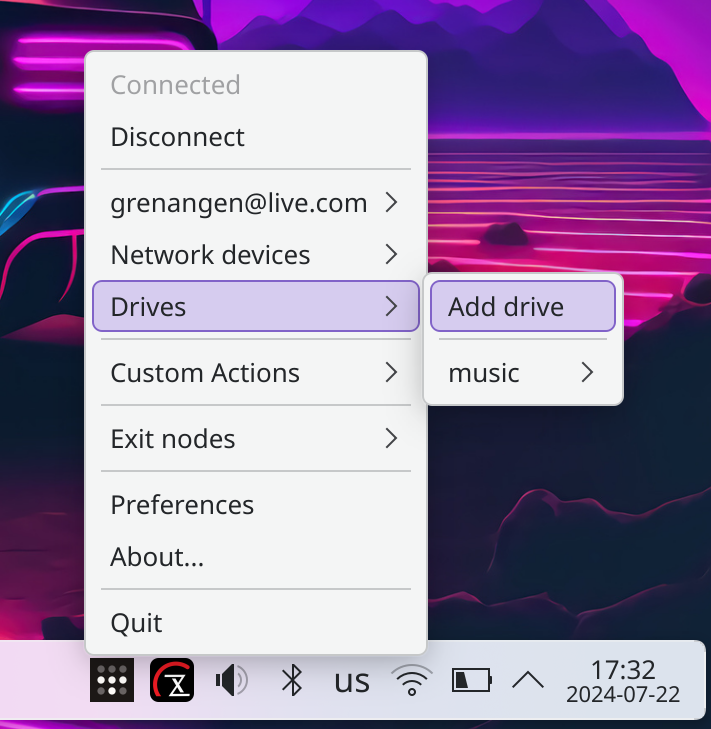 Connected
Disconnect
grenangen@live.com
Network devices
Drives
Add drive
Custom Actions
music
Exit nodes
Preferences
About...
Quit
us
17:32
2024-07-22